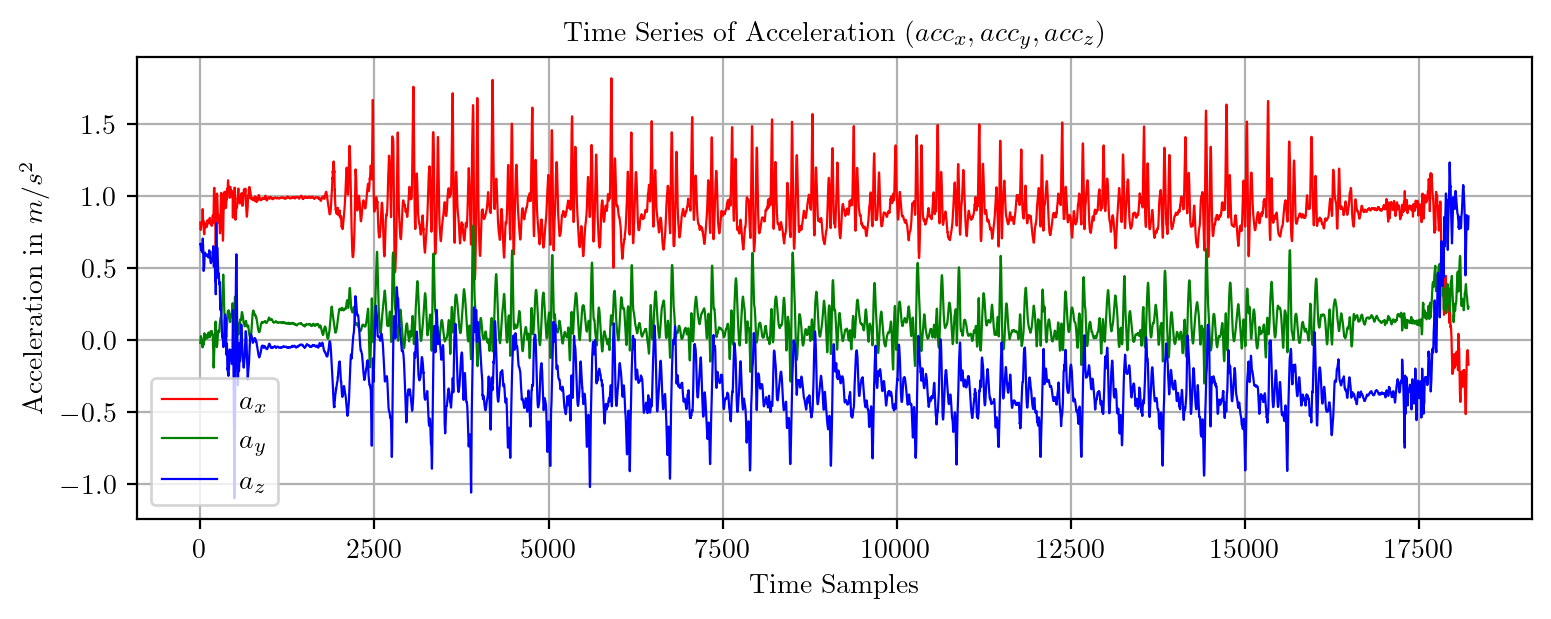 Time Series of Acceleration (acc_x, acc_y, acc_z)
Acceleration in m/s^2
1.5
1.0
0.5
0.0
−0.5
−1.0
a_x
a_y
a_z
0 2500 5000 7500 10000 12500 15000 17500
Time Samples